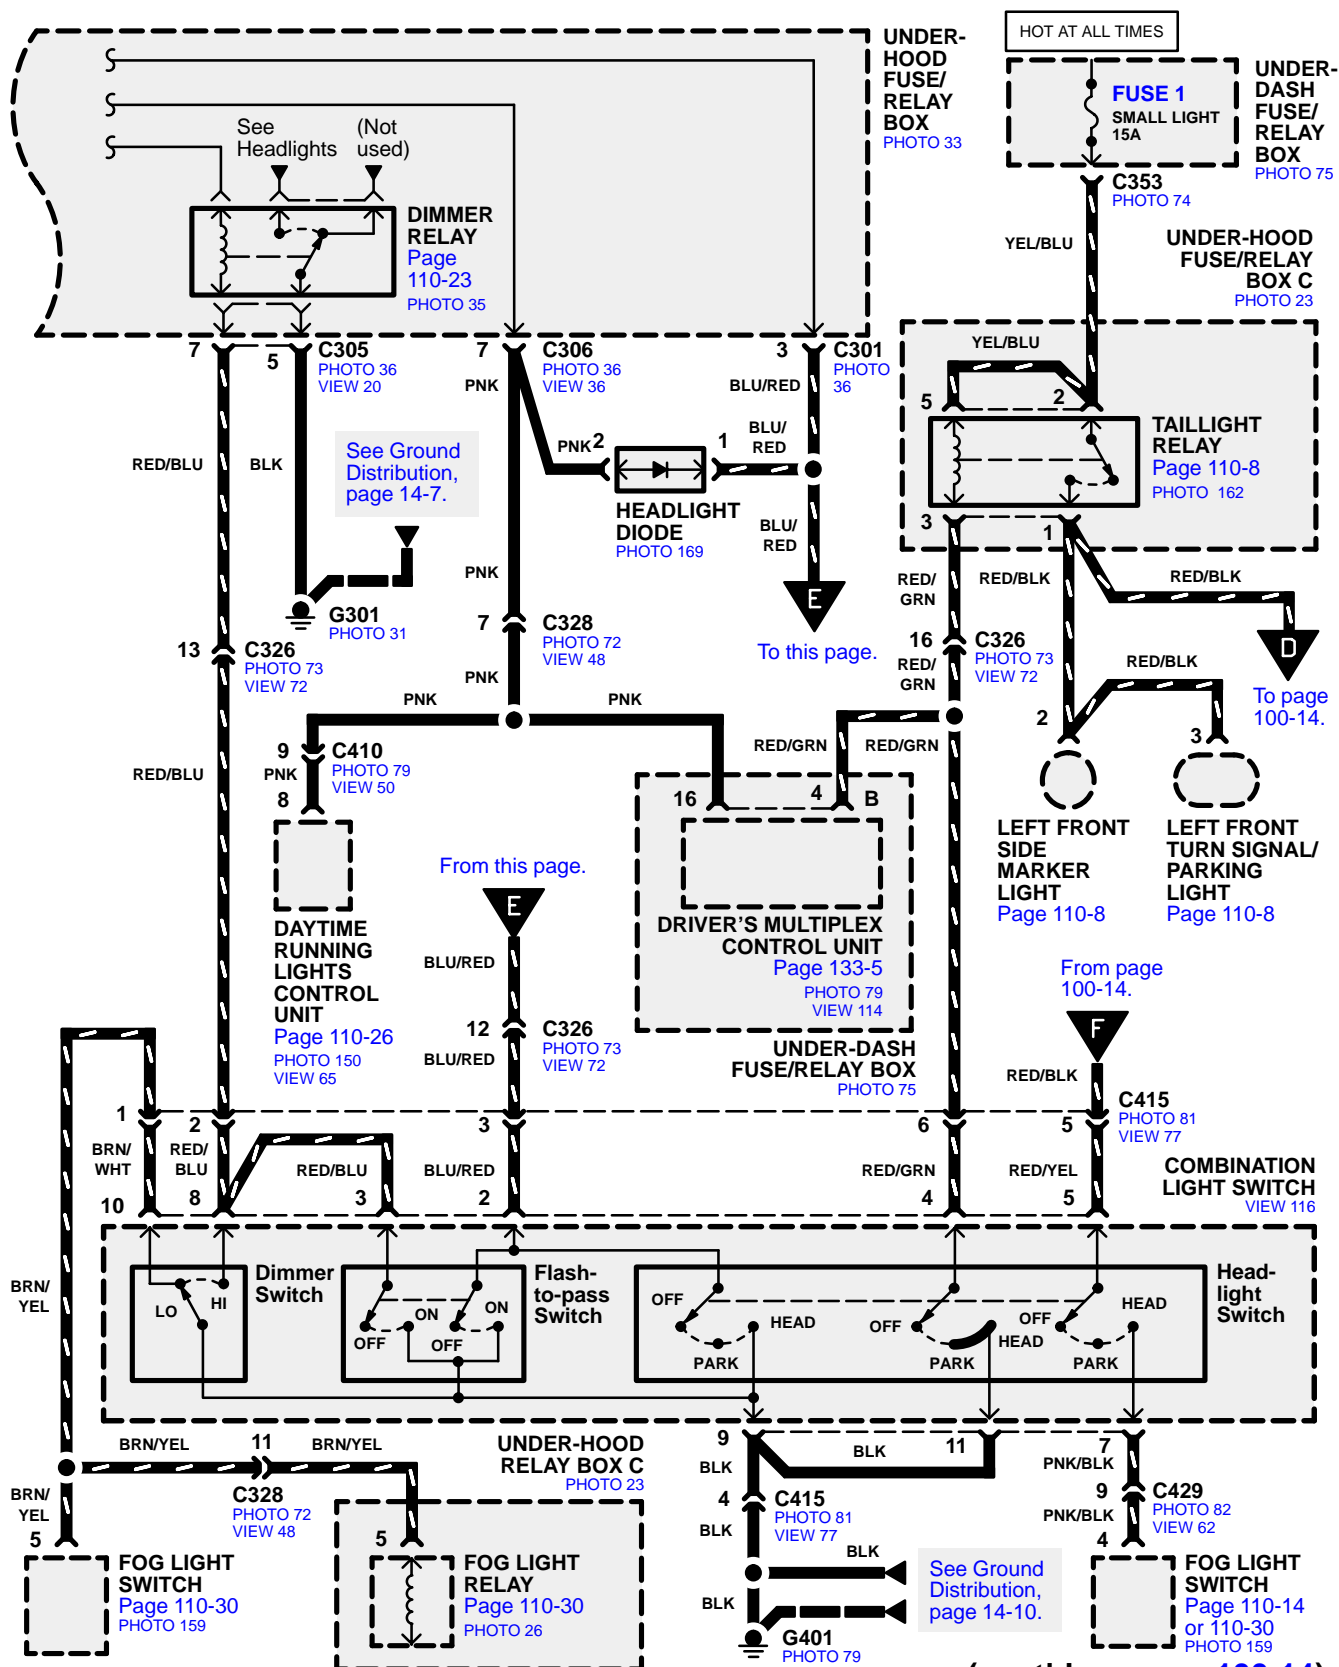 HOT AT ALL TIMES
UNDER-
HOOD
FUSE/
RELAY
BOX
PHOTO 33
FUSE 1
SMALL LIGHT
15A
UNDER-
DASH
FUSE/
RELAY
BOX
PHOTO 75
See
Headlights
(Not
used)
C353
PHOTO 74
DIMMER
RELAY
Page
110-23
PHOTO 35
YEL/BLU
UNDER-HOOD
FUSE/RELAY
BOX C
PHOTO 23
7
5
C305
PHOTO 36
VIEW 20
7
C306
PHOTO 36
VIEW 36
3
C301
PHOTO
36
YEL/BLU
PNK
BLU/RED
5
2
RED/BLU
BLK
See Ground
Distribution,
page 14-7.
PNK
2
1
BLU/
RED
HEADLIGHT
DIODE
PHOTO 169
TAILLIGHT
RELAY
Page 110-8
PHOTO 162
BLU/
RED
3
1
PNK
RED/
GRN
RED/BLK
RED/BLK
G301
PHOTO 31
E
To this page.
7
C328
PHOTO 72
VIEW 48
13
C326
PHOTO 73
VIEW 72
16
C326
PHOTO 73
VIEW 72
RED/
GRN
D
To page
100-14.
RED/BLK
PNK
PNK
PNK
2
3
9
C410
PHOTO 79
VIEW 50
PNK
8
RED/BLU
RED/GRN
RED/GRN
16
4
B
LEFT FRONT
SIDE
MARKER
LIGHT
Page 110-8
LEFT FRONT
TURN SIGNAL/
PARKING
LIGHT
Page 110-8
From this page.
E
DAYTIME
RUNNING
LIGHTS
CONTROL
UNIT
Page 110-26
PHOTO 150
VIEW 65
DRIVER'S MULTIPLEX
CONTROL UNIT
Page 133-5
PHOTO 79
VIEW 114
BLU/RED
From page
100-14.
F
12
C326
PHOTO 73
VIEW 72
BLU/RED
UNDER-DASH
FUSE/RELAY BOX
PHOTO 75
RED/BLK
1
2
3
6
5
C415
PHOTO 81
VIEW 77
BRN/
WHT
RED/
BLU
RED/BLU
BLU/RED
RED/GRN
RED/YEL
COMBINATION
LIGHT SWITCH
VIEW 116
10
8
3
2
4
5
BRN/
YEL
LO
HI
Dimmer
Switch
OFF
ON
OFF
ON
Flash-
to-pass
Switch
OFF
HEAD
PARK
OFF
HEAD
PARK
OFF
HEAD
PARK
Head-
light
Switch
BRN/YEL
11
BRN/YEL
C328
PHOTO 72
VIEW 48
UNDER-HOOD
RELAY BOX C
PHOTO 23
9
BLK
BLK
11
7
PNK/BLK
BRN/
YEL
5
4
C415
PHOTO 81
VIEW 77
BLK
9
C429
PHOTO 82
VIEW 62
PNK/BLK
4
5
FOG LIGHT
SWITCH
Page 110-30
PHOTO 159
FOG LIGHT
RELAY
Page 110-30
PHOTO 26
BLK
See Ground
Distribution,
page 14-10.
BLK
G401
PHOTO 79
FOG LIGHT
SWITCH
Page 110-14
or 110-30
PHOTO 159